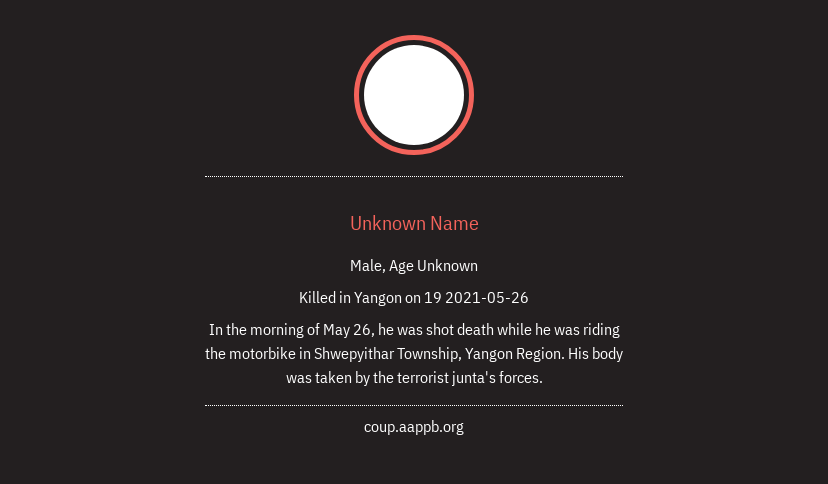 Unknown Name
Male, Age Unknown
Killed in Yangon on 19 2021-05-26
In the morning of May 26, he was shot death while he was riding
the motorbike in Shwepyithar Township, Yangon Region. His body
was taken by the terrorist junta's forces.
coup.aappb.org